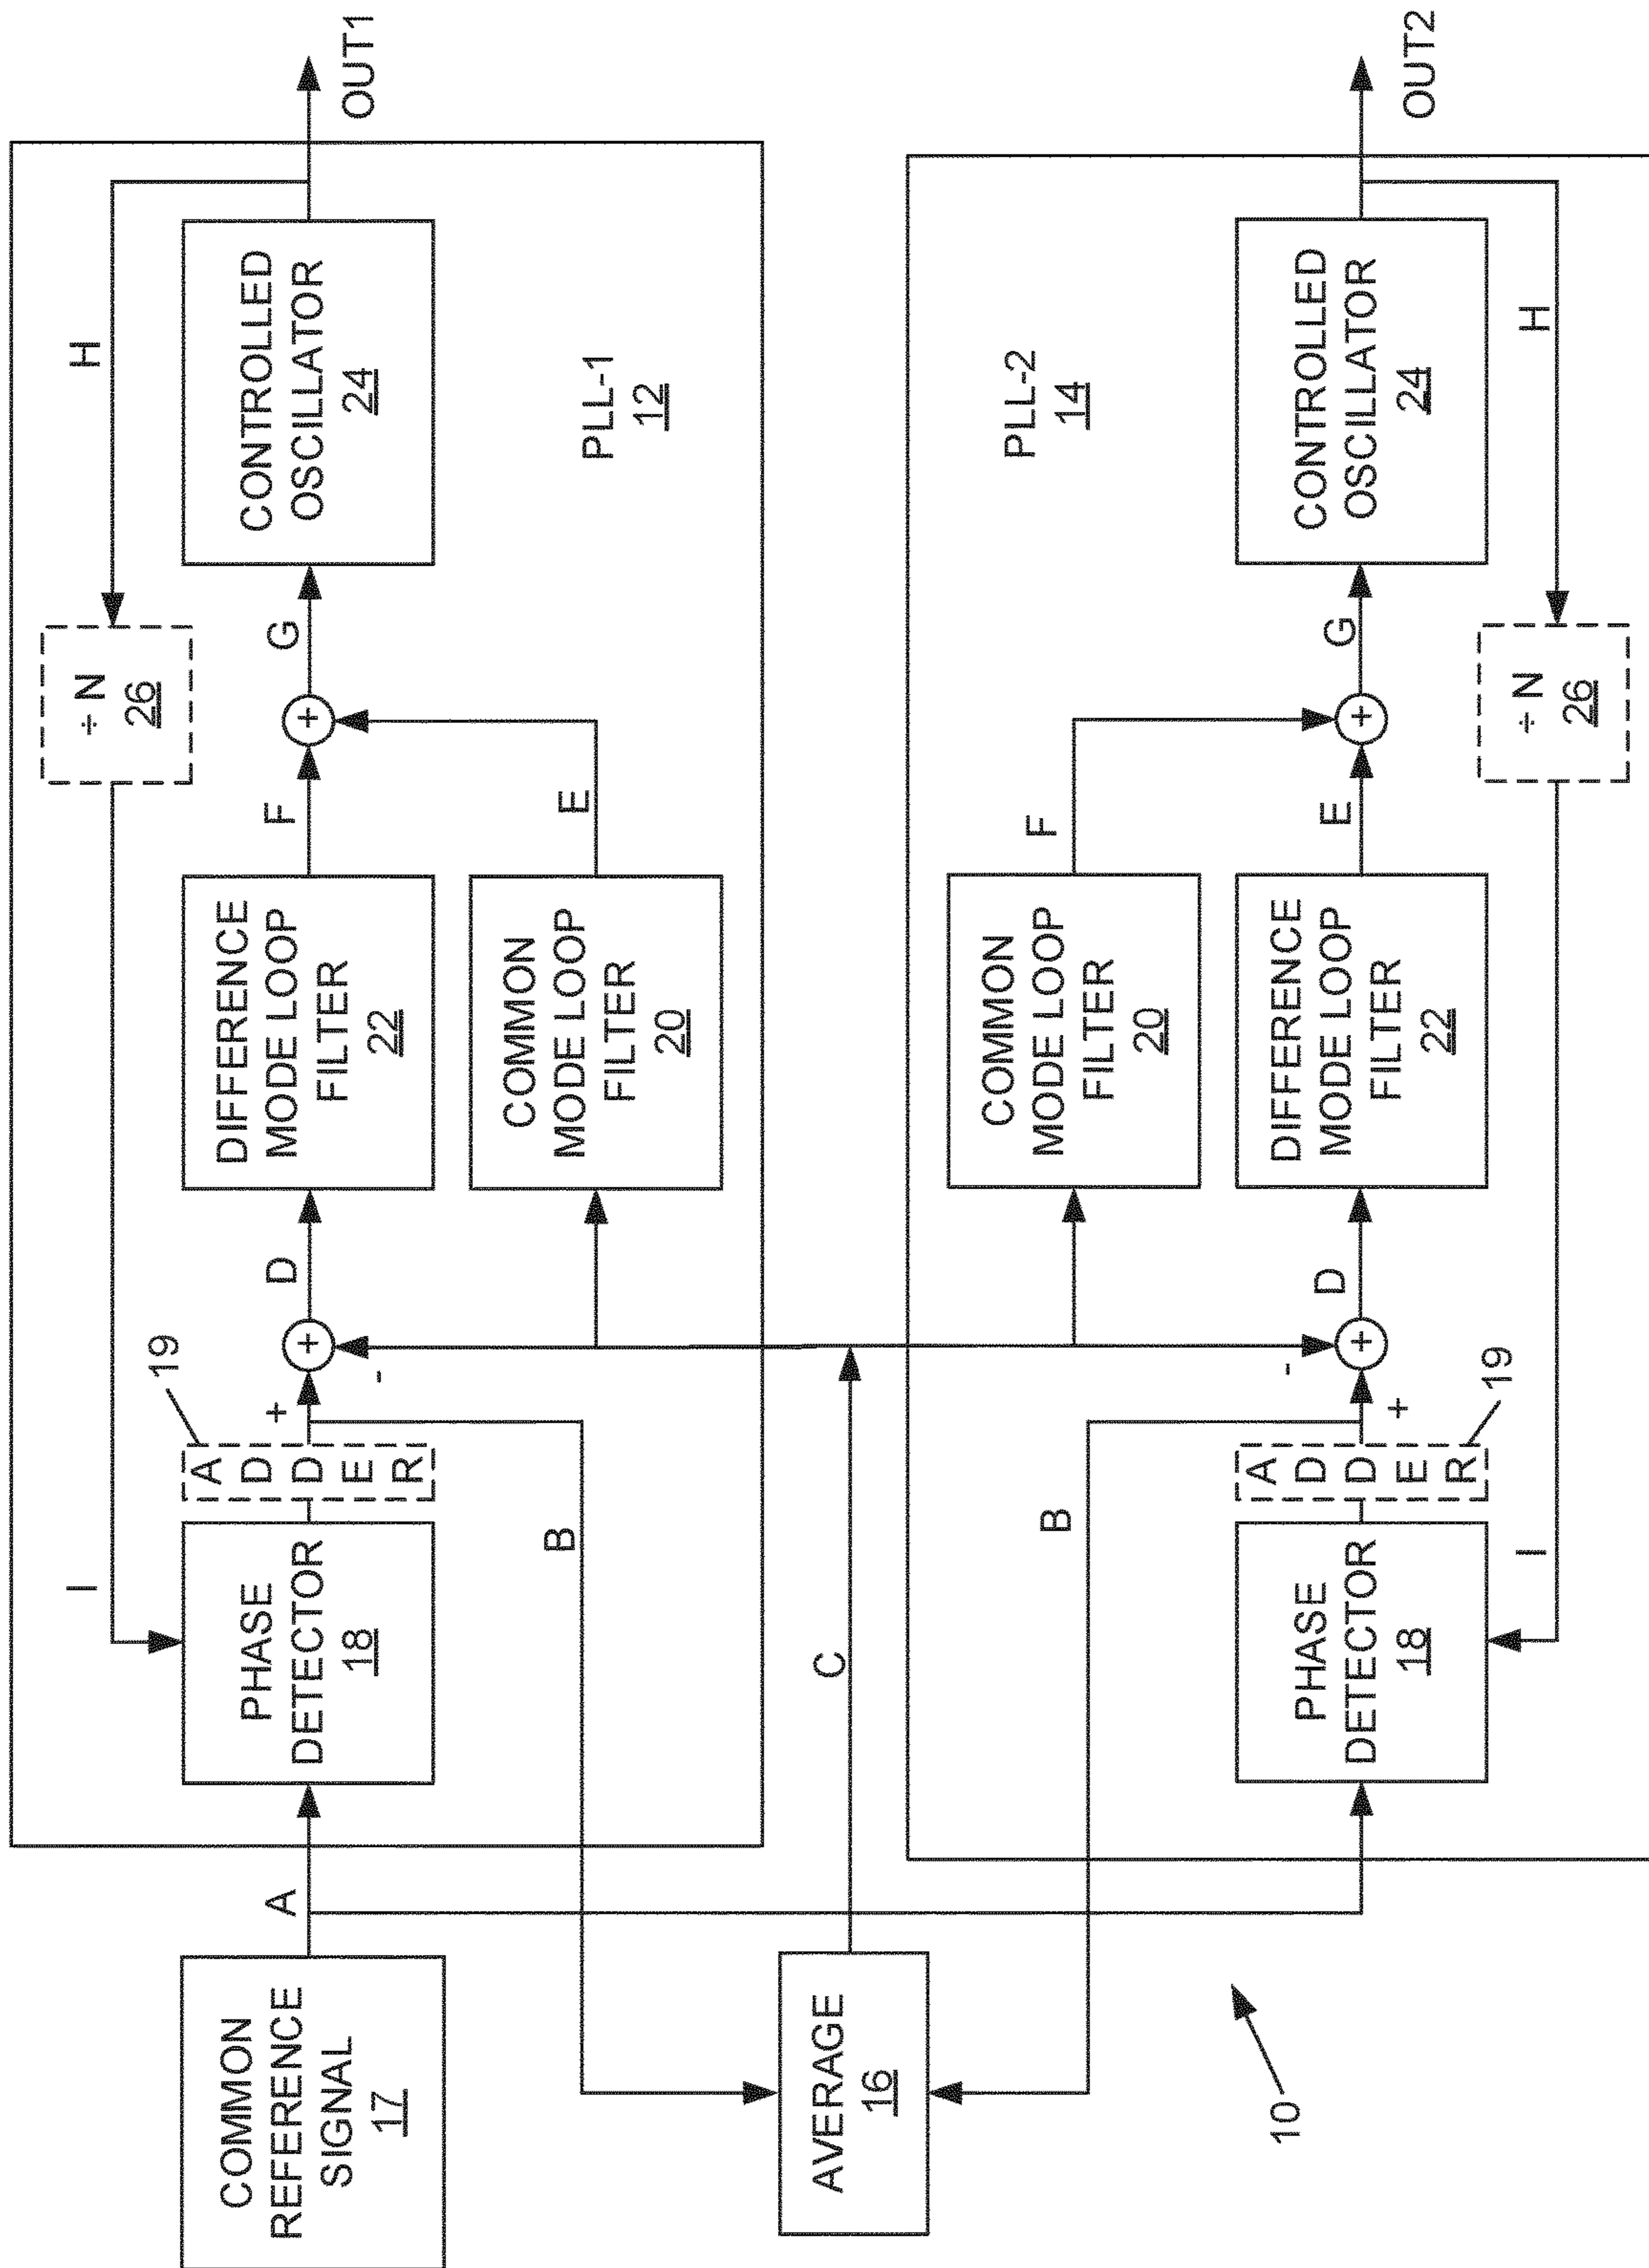 COMMON
REFERENCE
SIGNAL
17
A
PHASE
DETECTOR
18
I
ADDER
19
+
-
+
D
DIFFERENCE
MODE LOOP
FILTER
22
F
COMMON
MODE LOOP
FILTER
20
E
+
G
÷ N
26
H
CONTROLLED
OSCILLATOR
24
PLL-1
12
OUT1
B
AVERAGE
16
C
B
10
PHASE
DETECTOR
18
I
ADDER
19
+
-
+
D
COMMON
MODE LOOP
FILTER
20
F
DIFFERENCE
MODE LOOP
FILTER
22
E
+
G
÷ N
26
H
CONTROLLED
OSCILLATOR
24
PLL-2
14
OUT2